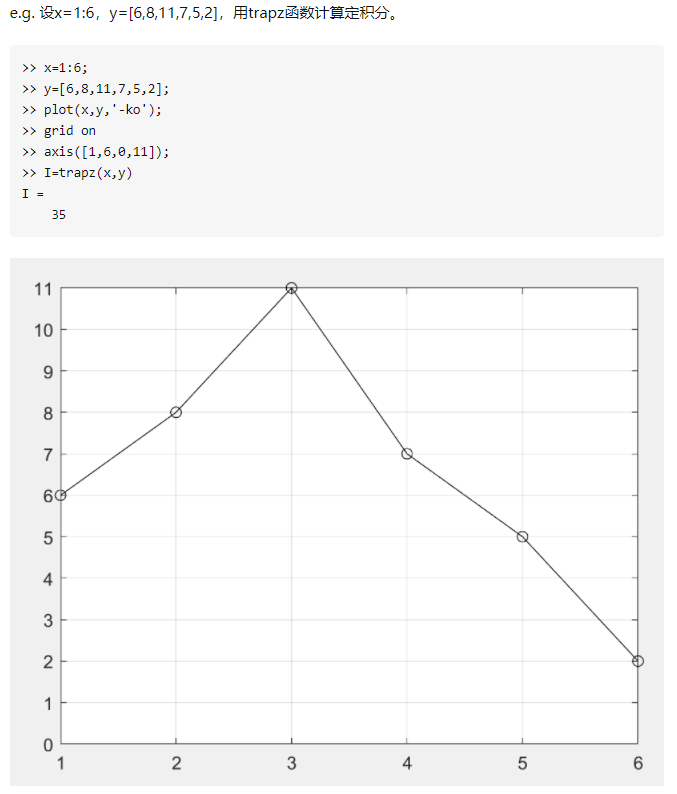 e.g. 设x=1:6，y=[6,8,11,7,5,2]，用trapz函数计算定积分。
>> x=1:6;
>> y=[6,8,11,7,5,2];
>> plot(x,y,'-ko');
>> grid on
>> axis([1,6,0,11]);
>> I=trapz(x,y)
I =
    35
11
10
9
8
7
6
5
4
3
2
1
0
1 2 3 4 5 6